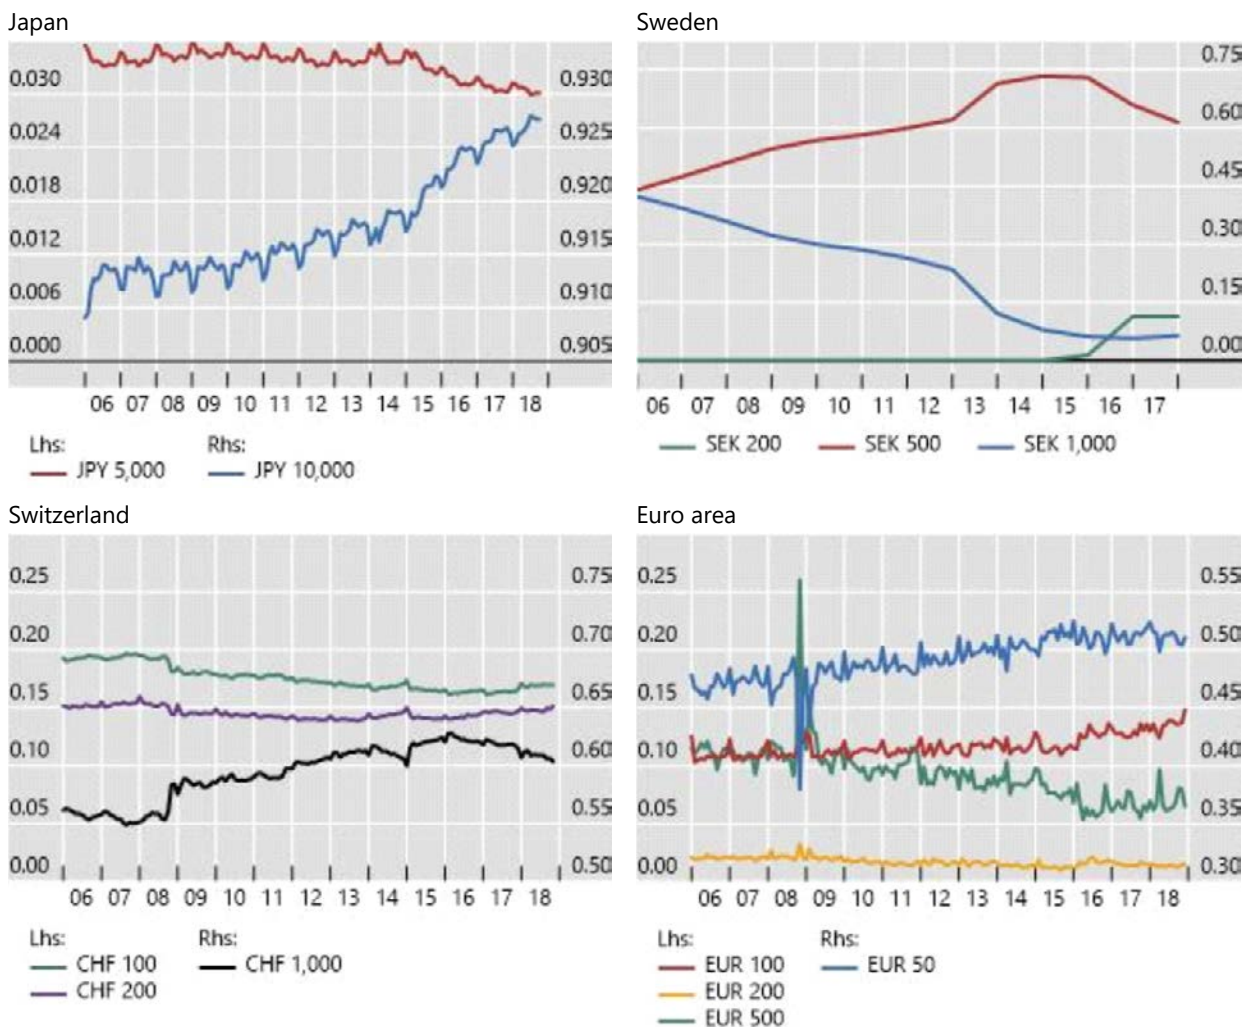 Japan
0.030
0.024
0.018
0.012
0.006
0.000
0.930
0.925
0.920
0.915
0.910
0.905
06 07 08 09 10 11 12 13 14 15 16 17 18
Lhs:
JPY 5,000
Rhs:
JPY 10,000
Sweden
0.75
0.60
0.45
0.30
0.15
0.00
06 07 08 09 10 11 12 13 14 15 16 17
SEK 200 SEK 500 SEK 1,000
Switzerland
0.25
0.20
0.15
0.10
0.05
0.00
0.75
0.70
0.65
0.60
0.55
0.50
06 07 08 09 10 11 12 13 14 15 16 17 18
Lhs:
CHF 100
CHF 200
Rhs:
CHF 1,000
Euro area
0.25
0.20
0.15
0.10
0.05
0.00
0.55
0.50
0.45
0.40
0.35
0.30
06 07 08 09 10 11 12 13 14 15 16 17 18
Lhs:
EUR 100
EUR 200
EUR 500
Rhs:
EUR 50